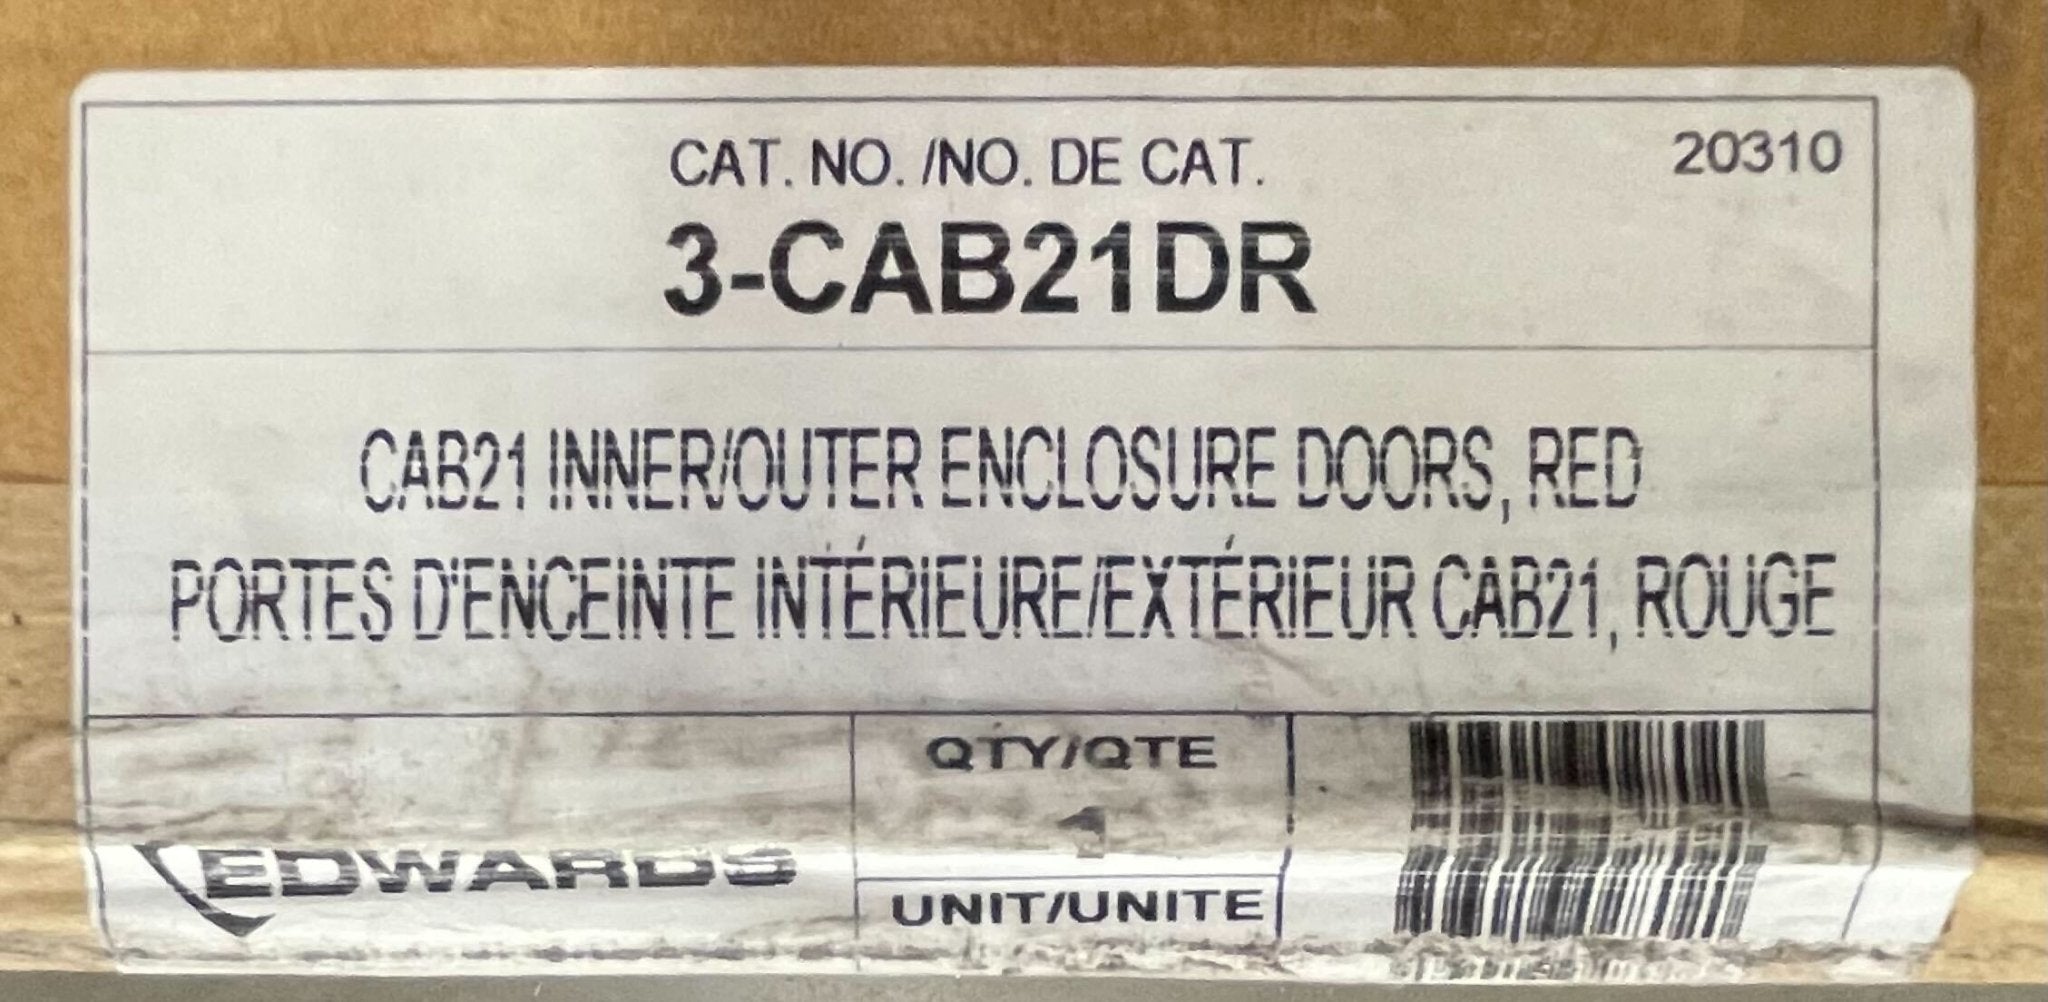 CAT. NO. /NO. DE CAT. 20310
3-CAB21DR
CAB21 INNER/OUTER ENCLOSURE DOORS, RED
PORTES D'ENCEINTE INTÉRIEURE/EXTÉRIEUR CAB21, ROUGE
QTY/QTE
1
EDWARDS
UNIT/UNITE